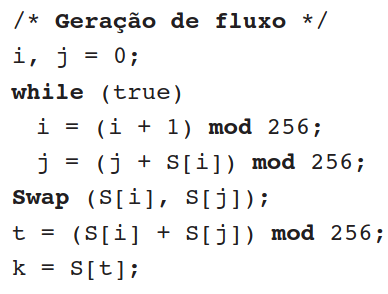 /* Geração de fluxo */
i, j = 0;
while (true)
i = (i + 1) mod 256;
j = (j + S[i]) mod 256;
Swap (S[i], S[j]);
t = (S[i] + S[j]) mod 256;
k = S[t];